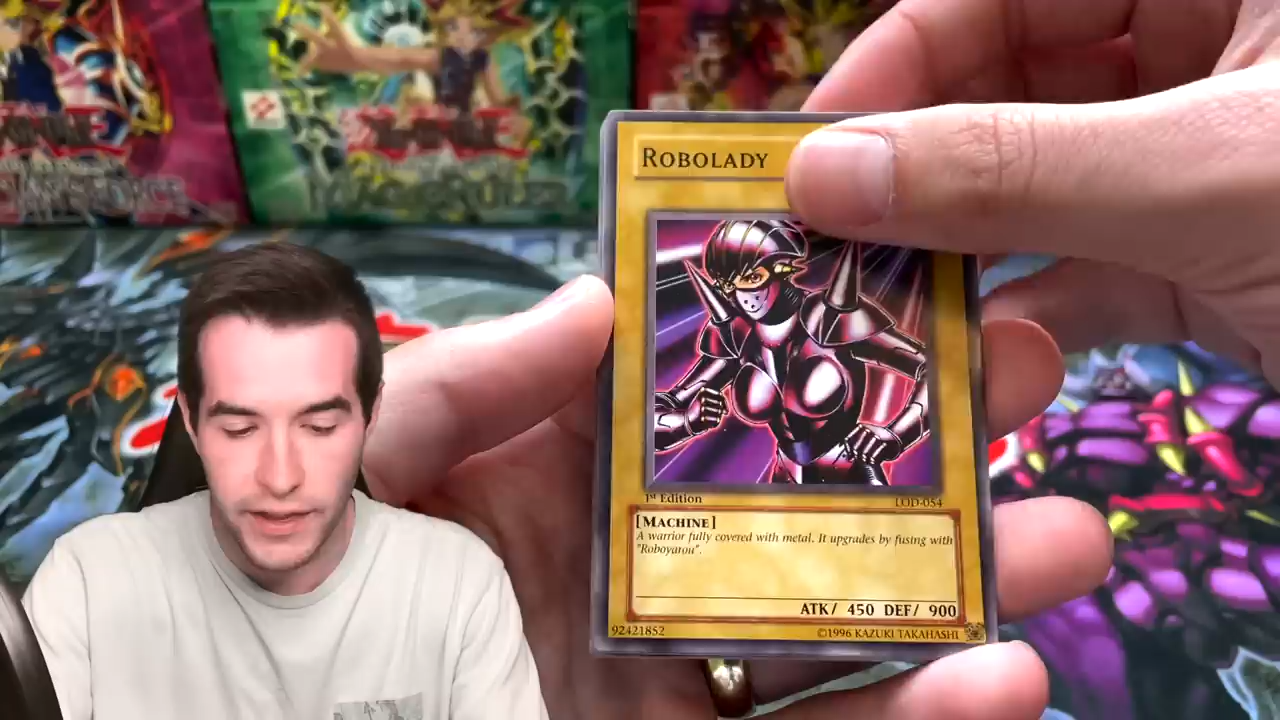 ROBOLADY
1st Edition
LOD-054
[MACHINE]
A warrior fully covered with metal. It upgrades by fusing with
"Roboyarou".
ATK/ 450 DEF/ 900
92421852
©1996 KAZUKI TAKAHASHI